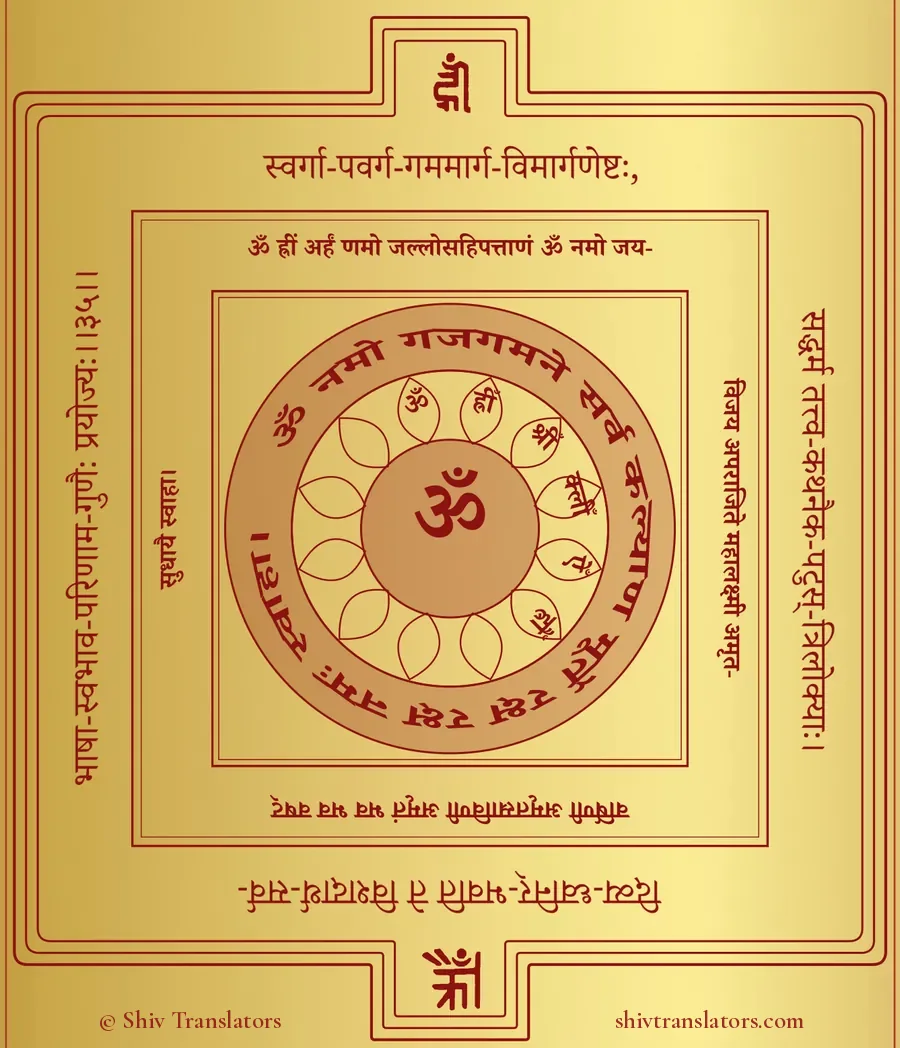 स्वर्गा-पवर्ग-गममार्ग-विमार्गणेष्टः,
सद्धर्म तत्त्व-कथनैक-पटुस्-त्रिलोक्याः।
दिव्य-ध्वनिर्-भवति ते विशदार्थ-सर्व-
भाषा-स्वभाव-परिणाम-गुणैः प्रयोज्यः।।३५।।
ॐ ह्रीं अर्हं णमो जल्लोसहिपत्ताणं ॐ नमो जय-
विजय अपराजिते महालक्ष्मी अमृत-
वर्षिणी अमृतस्राविणी अमृतं भव भव वषट्
सुधायै स्वाहा।
ॐ नमो गजगमने सर्व कल्याण मूर्ते रक्ष रक्ष नमः स्वाहा।
ॐ
श्रीं
क्लीं
ॐ
© Shiv Translators
shivtranslators.com